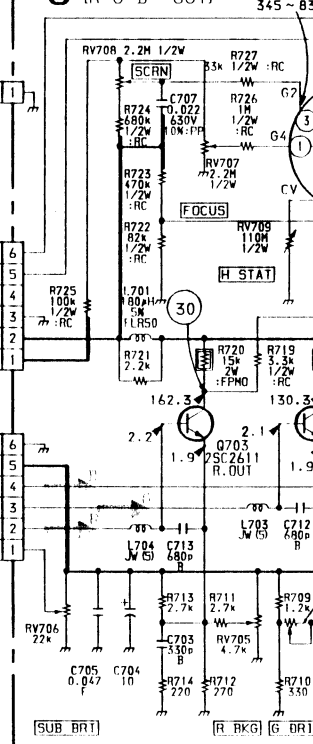 345~83
RV708 2.2M 1/2W
SCRN
R727
33k 1/2W :RC
R726
1M
1/2W
:RC
G2
3
G4
1
1
R724
680k
1/2W
:RC
C707
0.022
630V
10% :PP
RV707
2.2M
1/2W
R723
470k
1/2W
:RC
CV
FOCUS
R722
82k
1/2W
:RC
RV709
110M
1/2W
H STAT
6
5
4
3
2
1
R725
100k
1/2W
:RC
L701
180µH
5%
FLR50
30
R721
2.2k
R720
15k
2W
:FPMO
R719
3.3k
1/2W
:RC
162.3
130.3
2.2
2.1
Q703
2SC2611
R.OUT
1.9
1.9
6
5
4
3
2
1
L704
JW (5)
C713
680p
B
L703
JW (5)
C712
680p
B
R713
2.7k
R711
2.7k
R709
1.2k
RV706
22k
C705
0.047
F
C704
10
C703
330p
B
RV705
4.7k
R714
220
R712
270
R710
330
SUB BRT
R BKG
G DRI